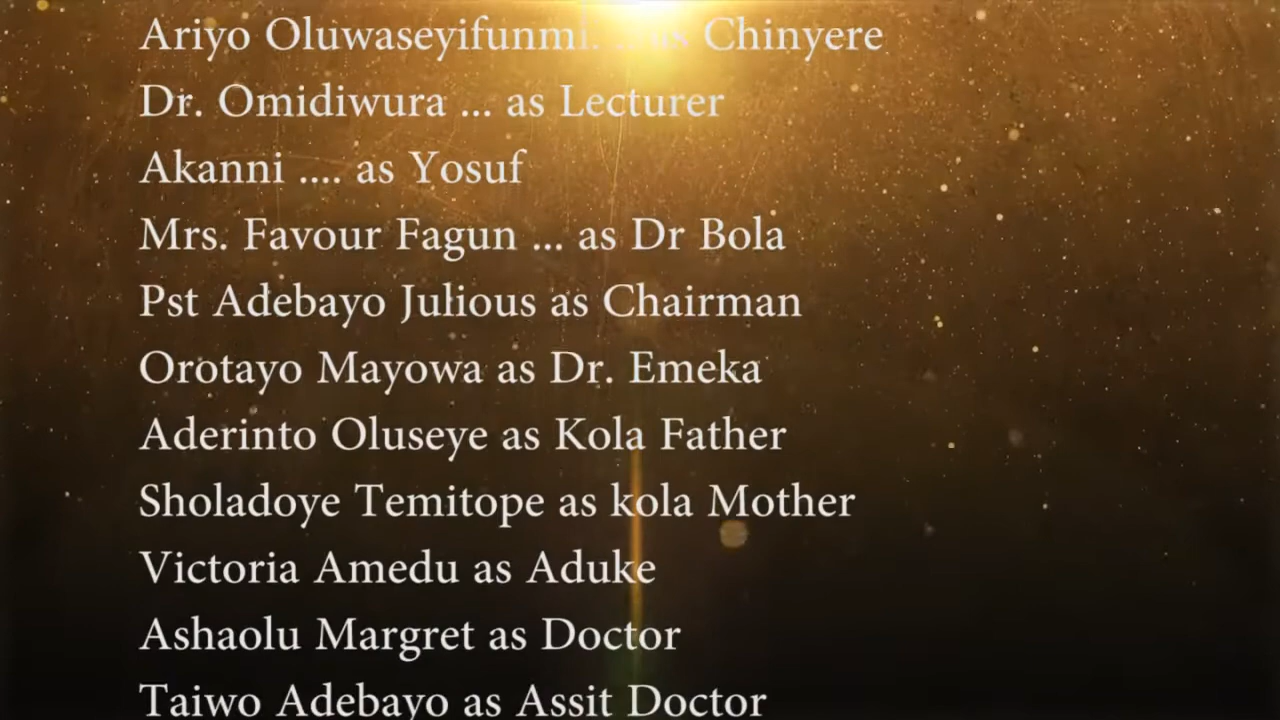 Ariyo Oluwaseyifunmi. ... as Chinyere
Dr. Omidiwura ... as Lecturer
Akanni .... as Yosuf
Mrs. Favour Fagun ... as Dr Bola
Pst Adebayo Julious as Chairman
Orotayo Mayowa as Dr. Emeka
Aderinto Oluseye as Kola Father
Sholadoye Temitope as kola Mother
Victoria Amedu as Aduke
Ashaolu Margret as Doctor
Taiwo Adebayo as Assit Doctor